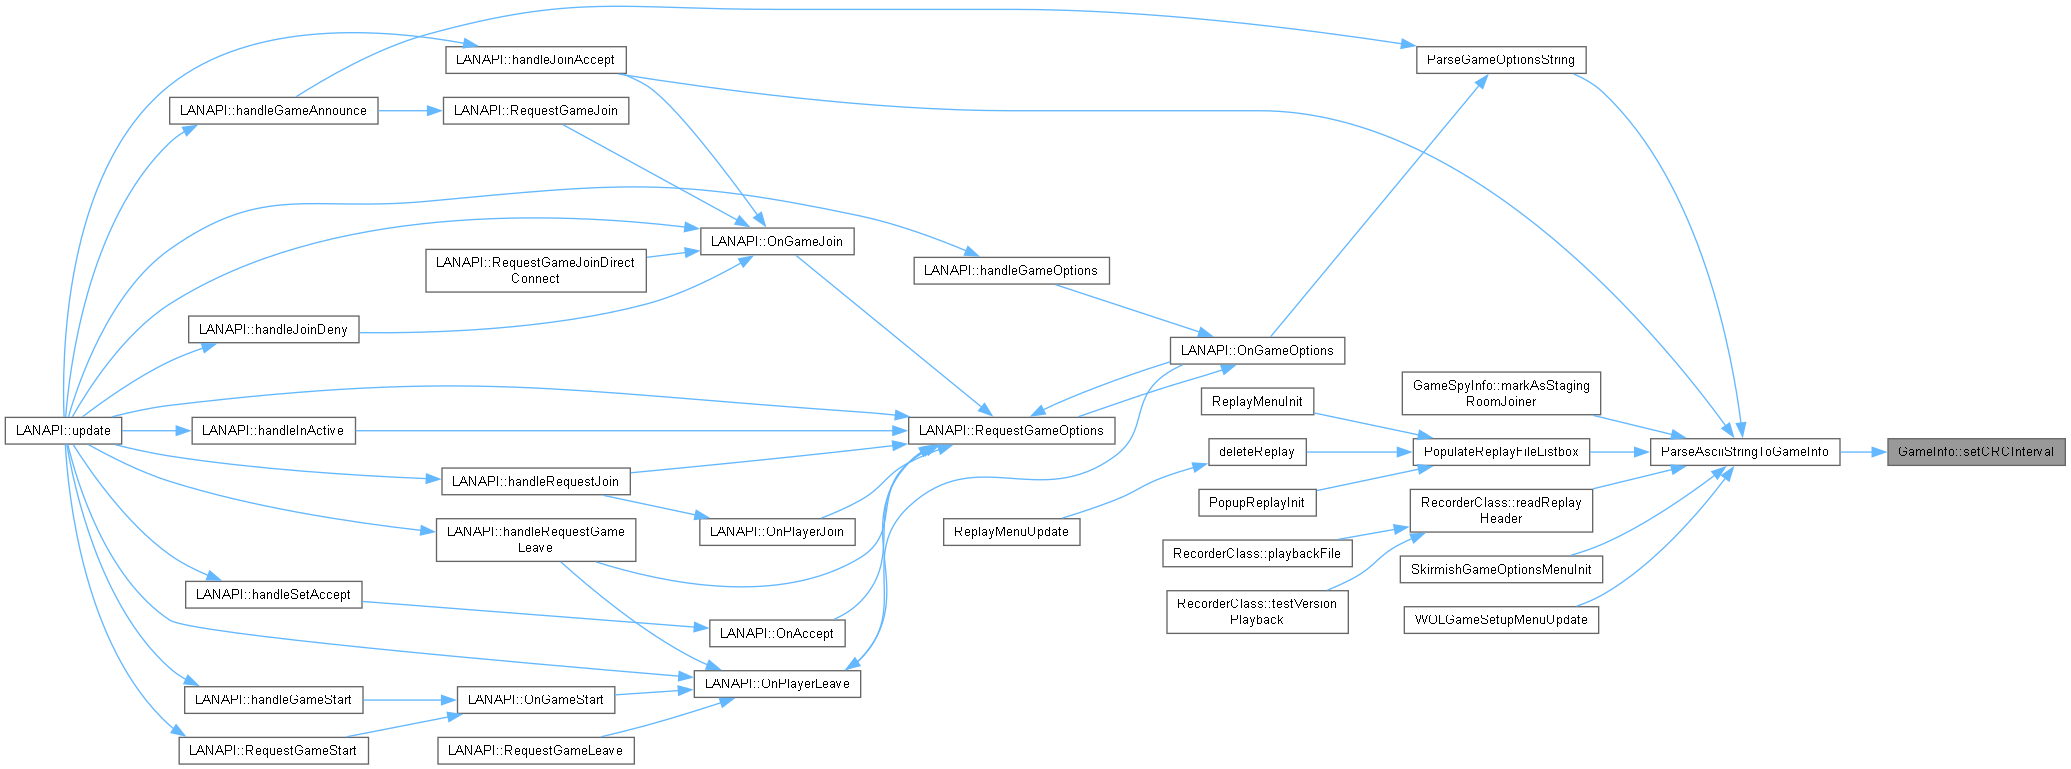 LANAPI::handleJoinAccept
ParseGameOptionsString
LANAPI::handleGameAnnounce
LANAPI::RequestGameJoin
LANAPI::OnGameJoin
LANAPI::RequestGameJoinDirect
Connect
LANAPI::handleGameOptions
LANAPI::handleJoinDeny
LANAPI::OnGameOptions
GameSpyInfo::markAsStaging
RoomJoiner
ReplayMenuInit
LANAPI::update
LANAPI::handleInActive
LANAPI::RequestGameOptions
deleteReplay
PopulateReplayFileListbox
ParseAsciiStringToGameInfo
GameInfo::setCRCInterval
LANAPI::handleRequestJoin
PopupReplayInit
RecorderClass::readReplay
Header
LANAPI::handleRequestGame
Leave
LANAPI::OnPlayerJoin
ReplayMenuUpdate
RecorderClass::playbackFile
SkirmishGameOptionsMenuInit
LANAPI::handleSetAccept
RecorderClass::testVersion
Playback
WOLGameSetupMenuUpdate
LANAPI::OnAccept
LANAPI::OnPlayerLeave
LANAPI::handleGameStart
LANAPI::OnGameStart
LANAPI::RequestGameStart
LANAPI::RequestGameLeave